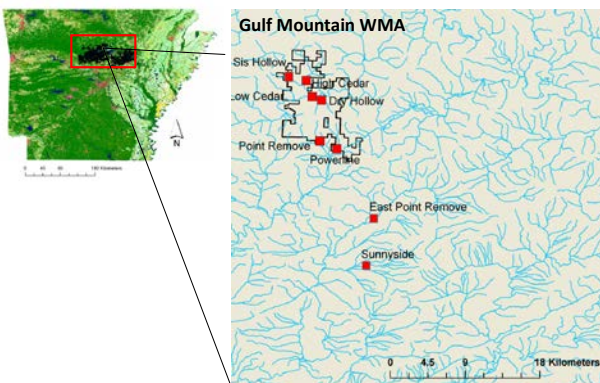 Gulf Mountain WMA
Sis Hollow
High Cedar
Low Cedar
Dry Hollow
Point Remove
Powerline
East Point Remove
Sunnyside
N
0 4.5 9 18 Kilometers